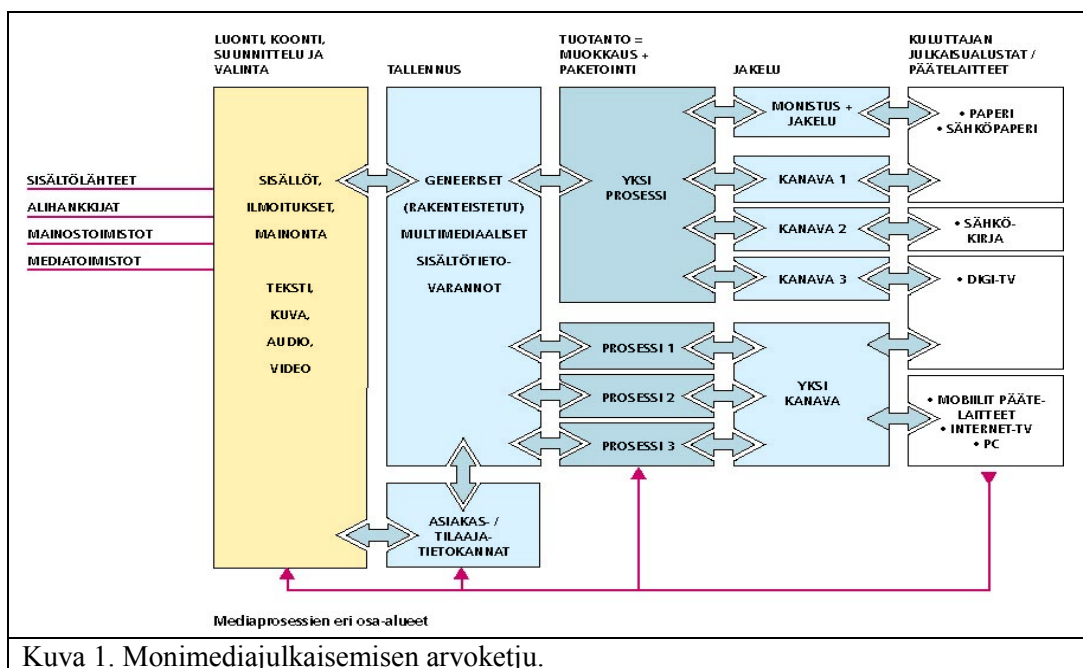 LUONTI, KOONTI,
SUUNNITTELU JA
VALINTA
TALLENNUS
TUOTANTO =
MUOKKAUS +
PAKETOINTI
JAKELU
KULUTTAJAN
JULKAISUALUSTAT /
PÄÄTELAITTEET
SISÄLTÖLÄHTEET
ALIHANKKIJAT
MAINOSTOIMISTOT
MEDIATOIMISTOT
SISÄLLÖT,
ILMOITUKSET,
MAINONTA
TEKSTI,
KUVA,
AUDIO,
VIDEO
GENEERISET
(RAKENTEISTETUT)
MULTIMEDIAALISET
SISÄLTÖTIETO-
VARANNOT
ASIAKAS- /
TILAAJA-
TIETOKANNAT
YKSI
PROSESSI
PROSESSI 1
PROSESSI 2
PROSESSI 3
MONISTUS +
JAKELU
KANAVA 1
KANAVA 2
KANAVA 3
YKSI
KANAVA
• PAPERI
• SÄHKÖPAPERI
• SÄHKÖ-
KIRJA
• DIGI-TV
• MOBIILIT PÄÄTE-
LAITTEET
• INTERNET-TV
• PC
Mediaprosessien eri osa-alueet
Kuva 1. Monimediajulkaisemisen arvoketju.